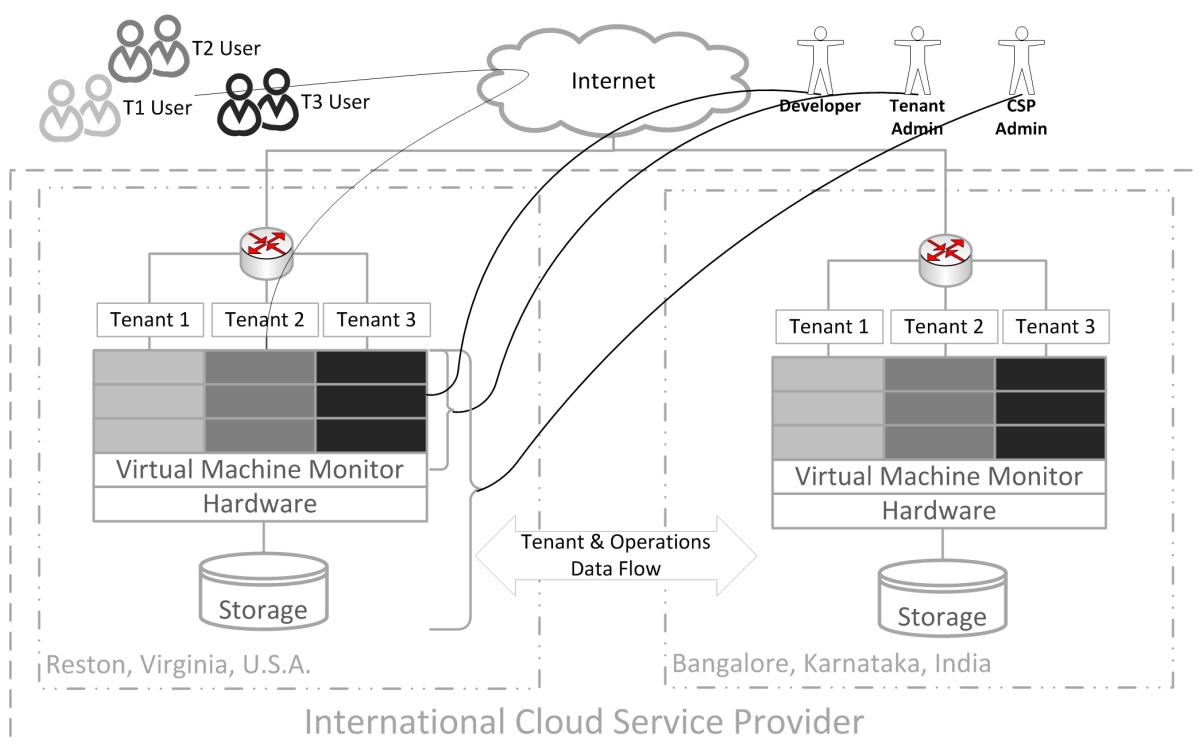 T2 User
T1 User
T3 User
Internet
Developer
Tenant
Admin
CSP
Admin
Tenant 1
Tenant 2
Tenant 3
Virtual Machine Monitor
Hardware
Storage
Reston, Virginia, U.S.A.
Tenant & Operations
Data Flow
Tenant 1
Tenant 2
Tenant 3
Virtual Machine Monitor
Hardware
Storage
Bangalore, Karnataka, India
International Cloud Service Provider